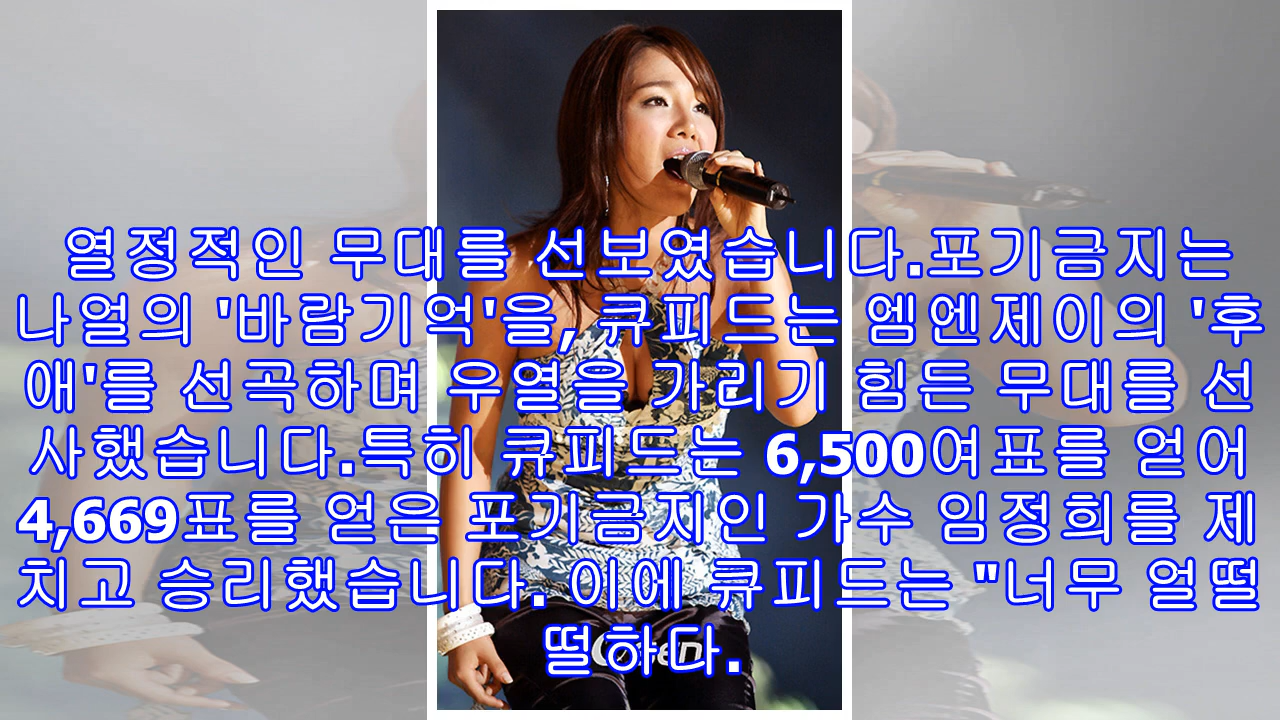 열정적인 무대를 선보였습니다.포기금지는
나얼의 '바람기억'을, 큐피드는 엠엔제이의 '후
애'를 선곡하며 우열을 가리기 힘든 무대를 선
사했습니다.특히 큐피드는 6,500여표를 얻어
4,669표를 얻은 포기금지인 가수 임정희를 제
치고 승리했습니다. 이에 큐피드는 "너무 얼떨
떨하다.